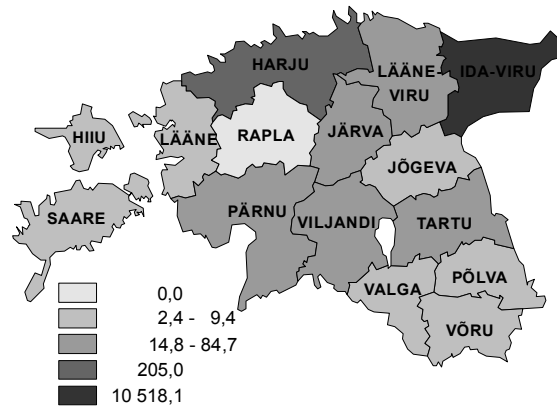 HARJU
LÄÄNE-
VIRU
IDA-VIRU
HIIU
LÄÄNE
RAPLA
JÄRVA
JÕGEVA
SAARE
PÄRNU
VILJANDI
TARTU
VALGA
PÕLVA
VÕRU
0,0
2,4 - 9,4
14,8 - 84,7
205,0
10 518,1